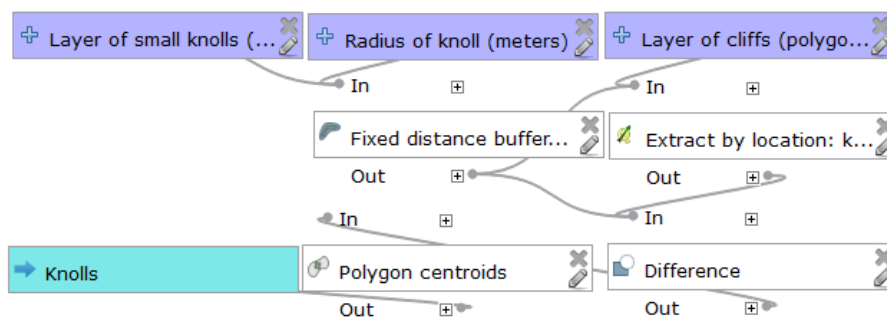 Layer of small knolls (...
Radius of knoll (meters)
Layer of cliffs (polygo...
In
In
Fixed distance buffer...
Extract by location: k...
Out
Out
In
In
Knolls
Polygon centroids
Difference
Out
Out